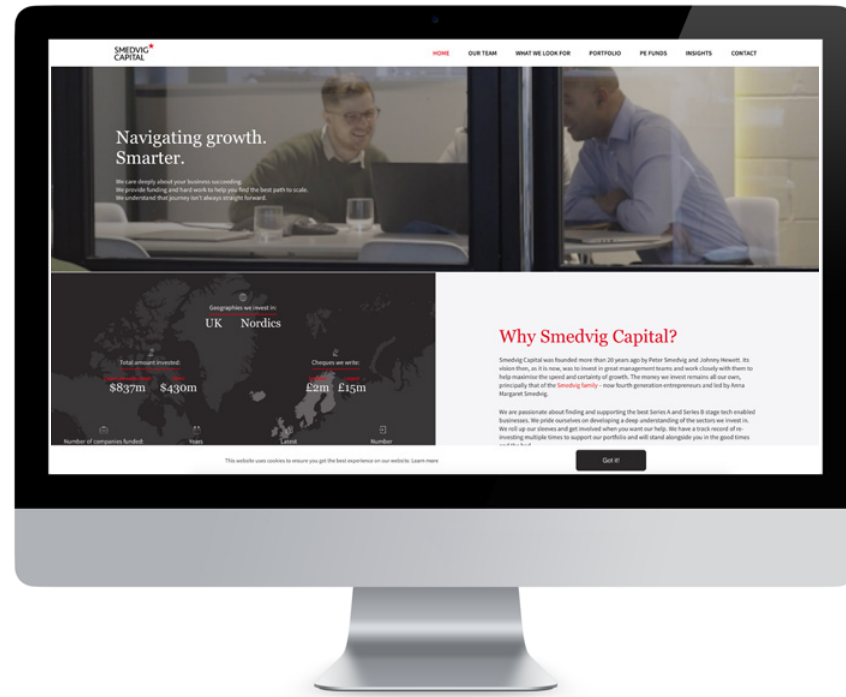 SMEDVIG
CAPITAL
HOME OUR TEAM WHAT WE LOOK FOR PORTFOLIO PE FUNDS INSIGHTS CONTACT
Navigating growth.
Smarter.
We care deeply about your business succeeding.
We provide funding and hard work to help you find the best path to scale.
We understand that journey isn't always straight forward.
Geographies we invest in:
UK Nordics
Total amount invested:
$837m $430m
Cheques we write:
£2m £15m
Number of companies funded:
Years
Latest
Number
Why Smedvig Capital?
Smedvig Capital was founded more than 20 years ago by Peter Smedvig and Johnny Hewett. Its
vision then, as it is now, was to invest in great management teams and work closely with them to
help maximise the speed and certainty of growth. The money we invest remains all our own,
principally that of the Smedvig family – now fourth generation entrepreneurs and led by Anna
Margaret Smedvig.
We are passionate about finding and supporting the best Series A and Series B stage tech enabled
businesses. We pride ourselves on developing a deep understanding of the sectors we invest in.
We roll up our sleeves and get involved when you want our help. We have a track record of re-
investing multiple times to support our portfolio and will stand alongside you in the good times
and the bad.
This website uses cookies to ensure you get the best experience on our website. Learn more
Got it!